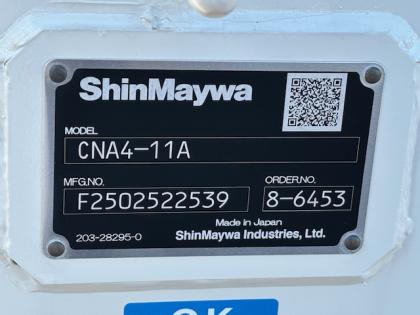 ShinMaywa
MODEL
CNA4-11A
MFG.NO. ORDER.NO.
F2502522539 8-6453
Made in Japan
203-28295-0 ShinMaywa Industries, Ltd.
OK